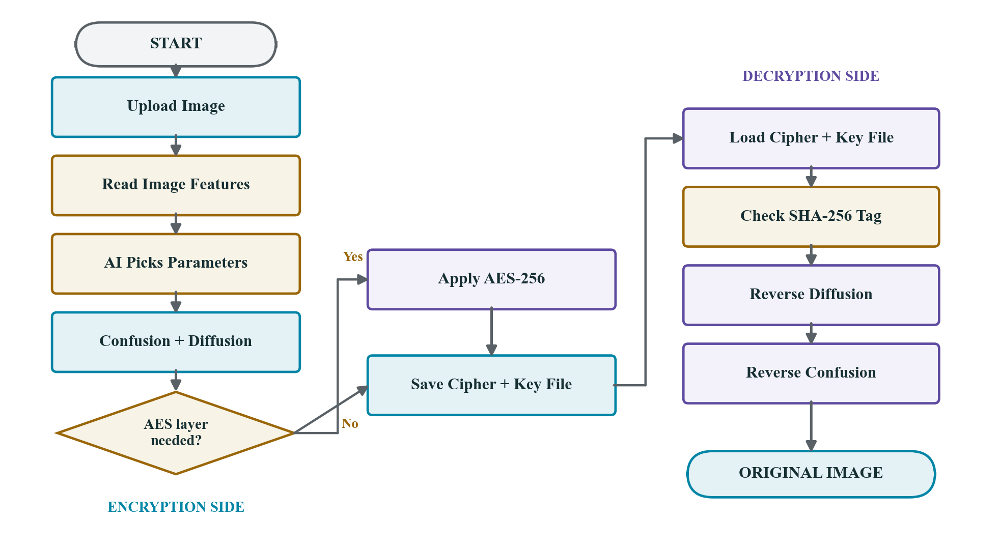 START
Upload Image
Read Image Features
AI Picks Parameters
Confusion + Diffusion
AES layer
needed?
ENCRYPTION SIDE
Yes
No
Apply AES-256
Save Cipher + Key File
DECRYPTION SIDE
Load Cipher + Key File
Check SHA-256 Tag
Reverse Diffusion
Reverse Confusion
ORIGINAL IMAGE